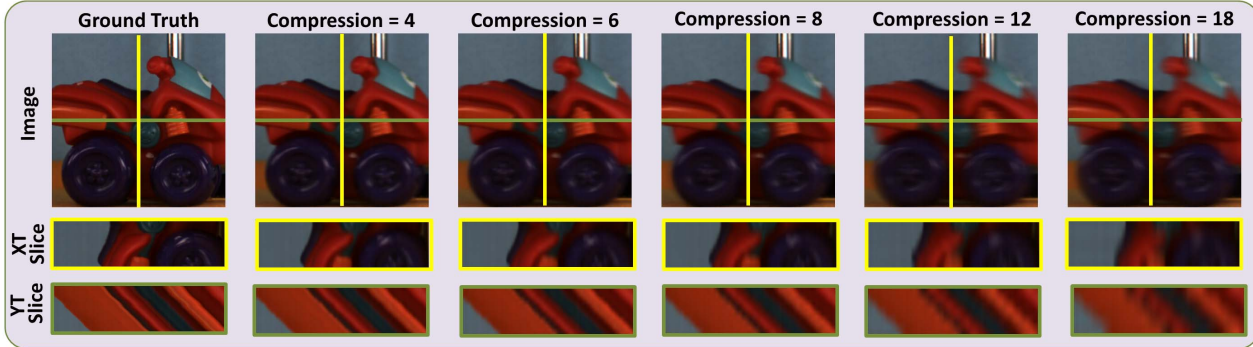 Ground Truth
Compression = 4
Compression = 6
Compression = 8
Compression = 12
Compression = 18
Image
XT
Slice
YT
Slice